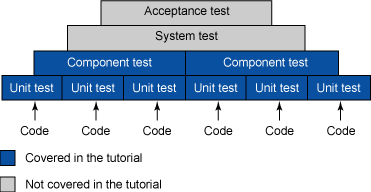 Acceptance test
System test
Component test Component test
Unit test Unit test Unit test Unit test Unit test Unit test
Code Code Code Code Code Code
Covered in the tutorial
Not covered in the tutorial